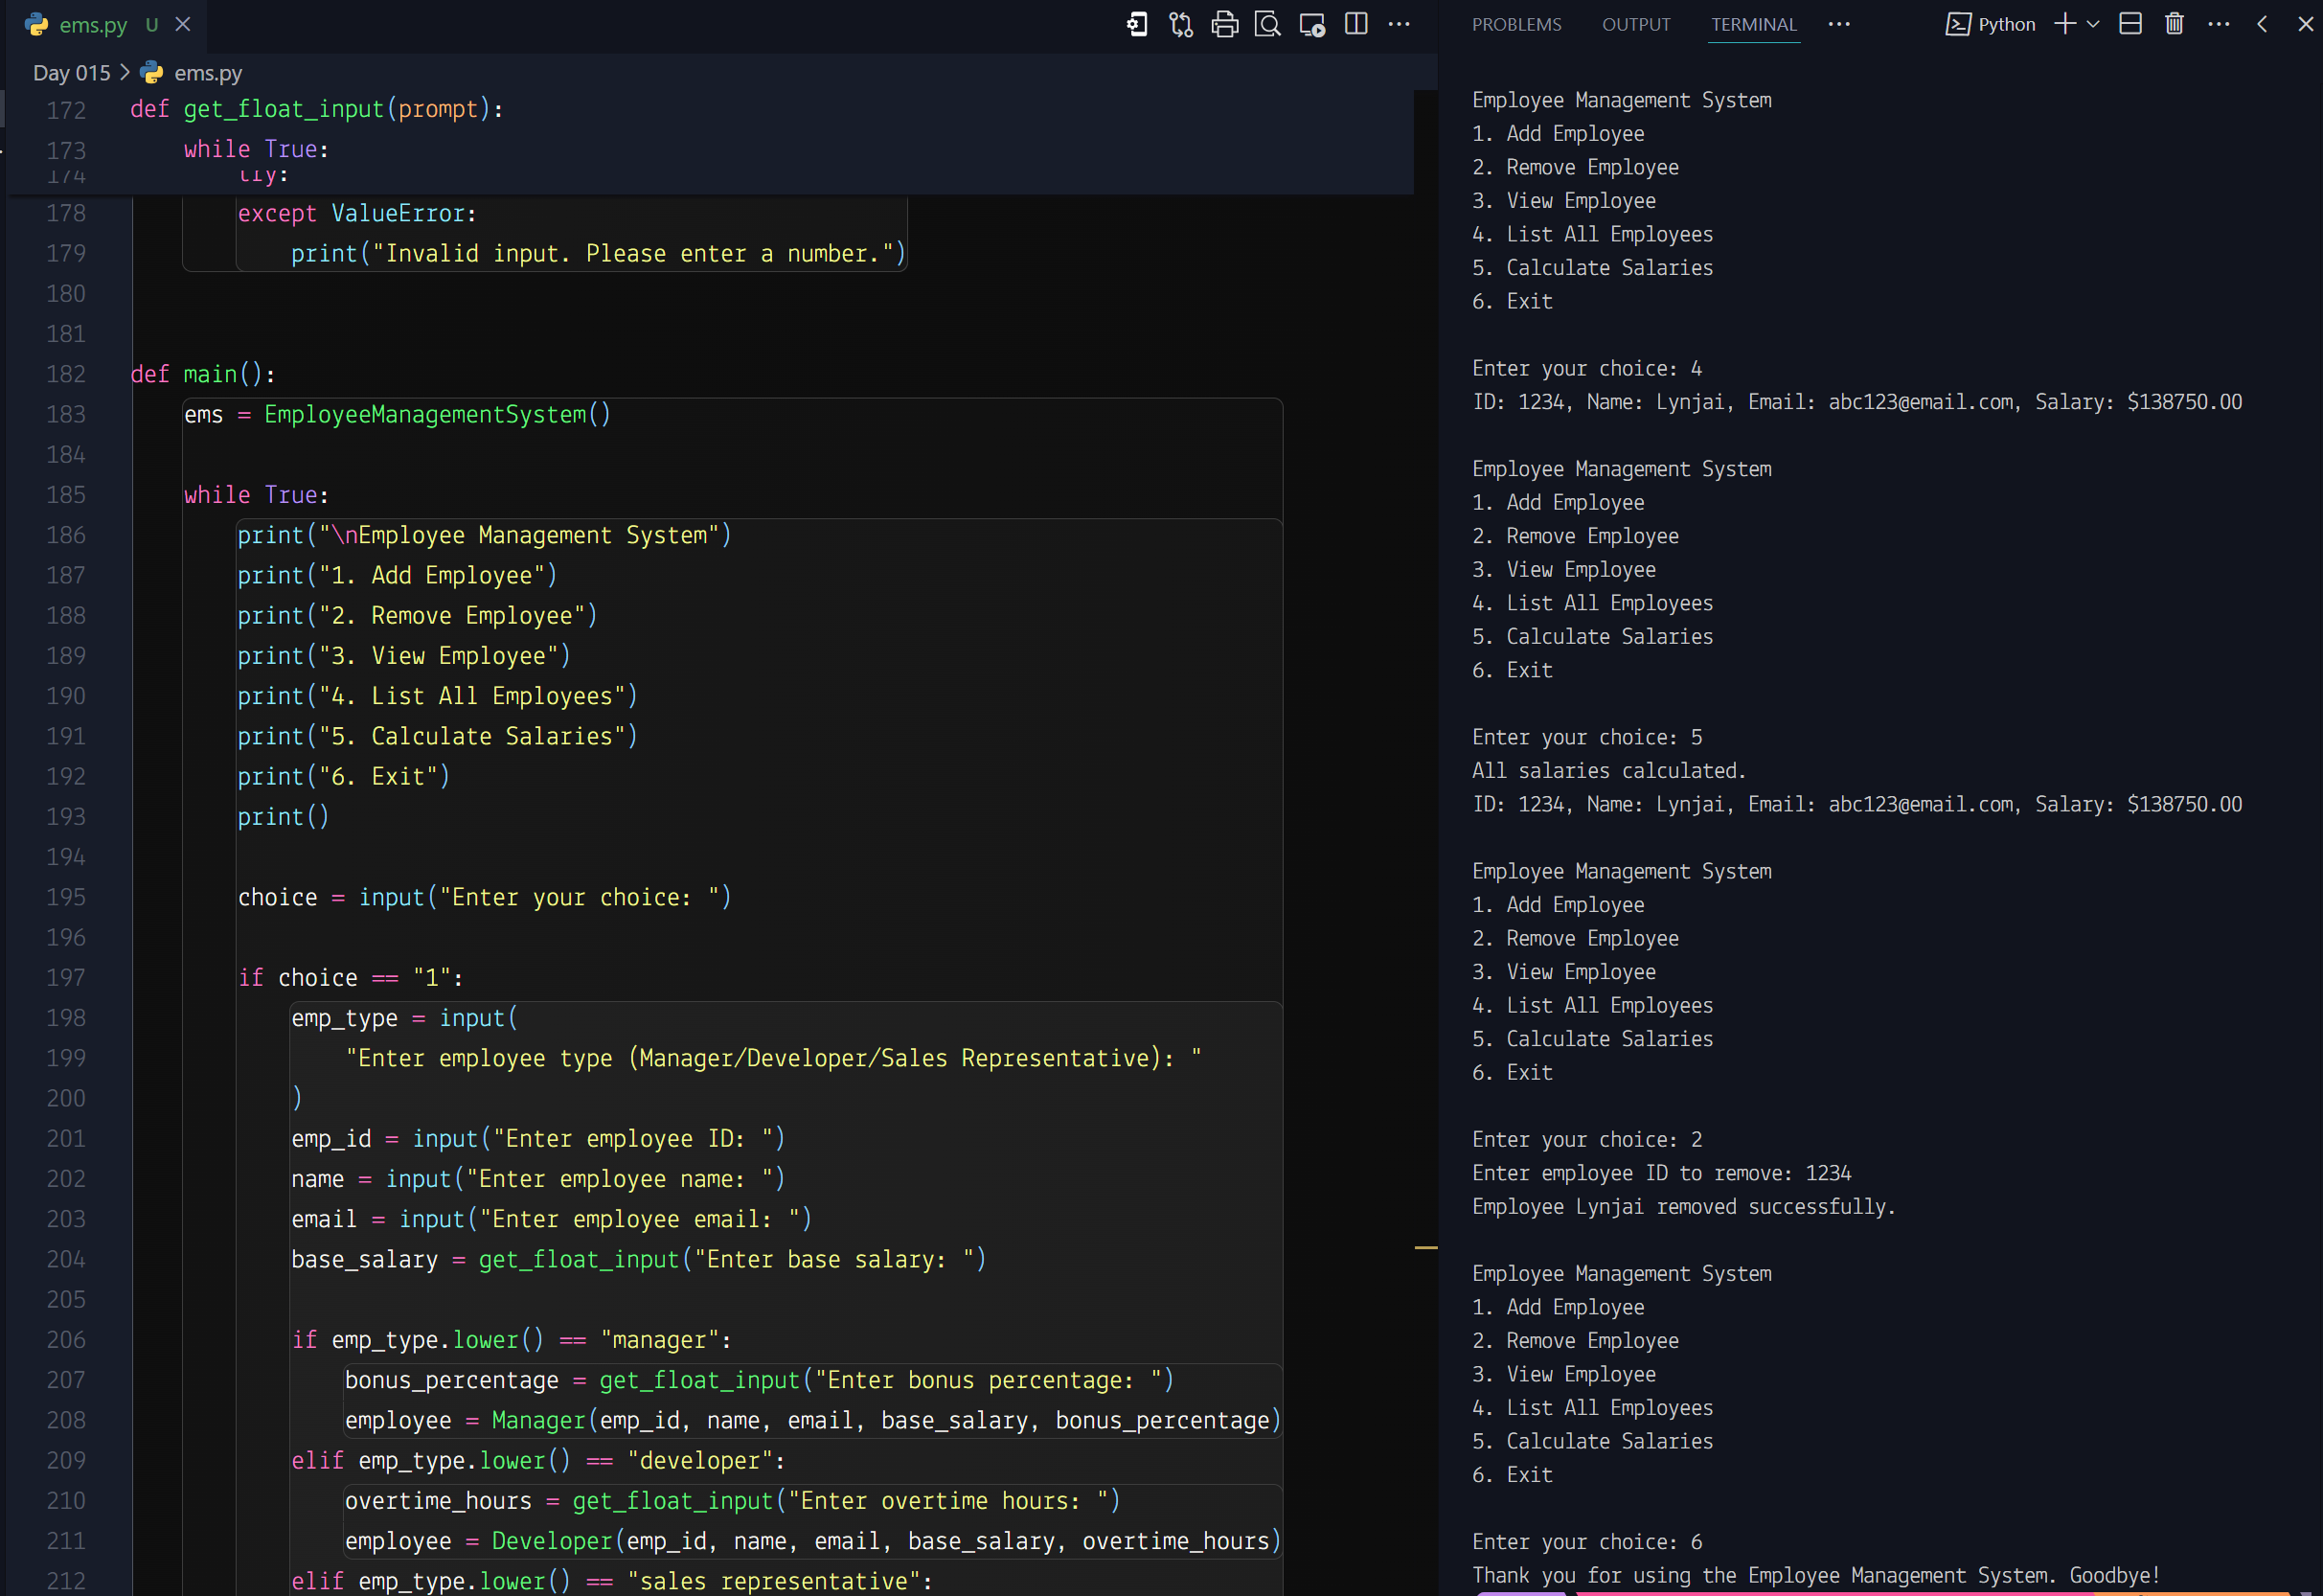 ems.py U
Day 015 > ems.py
172 def get_float_input(prompt):
173 while True:
174 try:
178 except ValueError:
179 print("Invalid input. Please enter a number.")
180
181
182 def main():
183 ems = EmployeeManagementSystem()
184
185 while True:
186 print("\nEmployee Management System")
187 print("1. Add Employee")
188 print("2. Remove Employee")
189 print("3. View Employee")
190 print("4. List All Employees")
191 print("5. Calculate Salaries")
192 print("6. Exit")
193 print()
194
195 choice = input("Enter your choice: ")
196
197 if choice == "1":
198 emp_type = input(
199 "Enter employee type (Manager/Developer/Sales Representative): "
200 )
201 emp_id = input("Enter employee ID: ")
202 name = input("Enter employee name: ")
203 email = input("Enter employee email: ")
204 base_salary = get_float_input("Enter base salary: ")
205
206 if emp_type.lower() == "manager":
207 bonus_percentage = get_float_input("Enter bonus percentage: ")
208 employee = Manager(emp_id, name, email, base_salary, bonus_percentage)
209 elif emp_type.lower() == "developer":
210 overtime_hours = get_float_input("Enter overtime hours: ")
211 employee = Developer(emp_id, name, email, base_salary, overtime_hours)
212 elif emp_type.lower() == "sales representative":
PROBLEMS OUTPUT TERMINAL Python
Employee Management System
1. Add Employee
2. Remove Employee
3. View Employee
4. List All Employees
5. Calculate Salaries
6. Exit
Enter your choice: 4
ID: 1234, Name: Lynjai, Email: abc123@email.com, Salary: $138750.00
Employee Management System
1. Add Employee
2. Remove Employee
3. View Employee
4. List All Employees
5. Calculate Salaries
6. Exit
Enter your choice: 5
All salaries calculated.
ID: 1234, Name: Lynjai, Email: abc123@email.com, Salary: $138750.00
Employee Management System
1. Add Employee
2. Remove Employee
3. View Employee
4. List All Employees
5. Calculate Salaries
6. Exit
Enter your choice: 2
Enter employee ID to remove: 1234
Employee Lynjai removed successfully.
Employee Management System
1. Add Employee
2. Remove Employee
3. View Employee
4. List All Employees
5. Calculate Salaries
6. Exit
Enter your choice: 6
Thank you for using the Employee Management System. Goodbye!